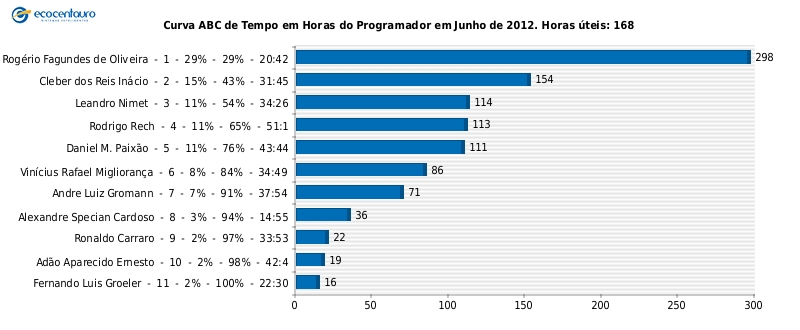 ecocentauro
Curva ABC de Tempo em Horas do Programador em Junho de 2012. Horas úteis: 168
Rogério Fagundes de Oliveira - 1 - 29% - 29% - 20:42 298
Cleber dos Reis Inácio - 2 - 15% - 43% - 31:45 154
Leandro Nimet - 3 - 11% - 54% - 34:26 114
Rodrigo Rech - 4 - 11% - 65% - 51:1 113
Daniel M. Paixão - 5 - 11% - 76% - 43:44 111
Vinícius Rafael Migliorança - 6 - 8% - 84% - 34:49 86
Andre Luiz Gromann - 7 - 7% - 91% - 37:54 71
Alexandre Specian Cardoso - 8 - 3% - 94% - 14:55 36
Ronaldo Carraro - 9 - 2% - 97% - 33:53 22
Adão Aparecido Ernesto - 10 - 2% - 98% - 42:4 19
Fernando Luis Groeler - 11 - 2% - 100% - 22:30 16
0 50 100 150 200 250 300